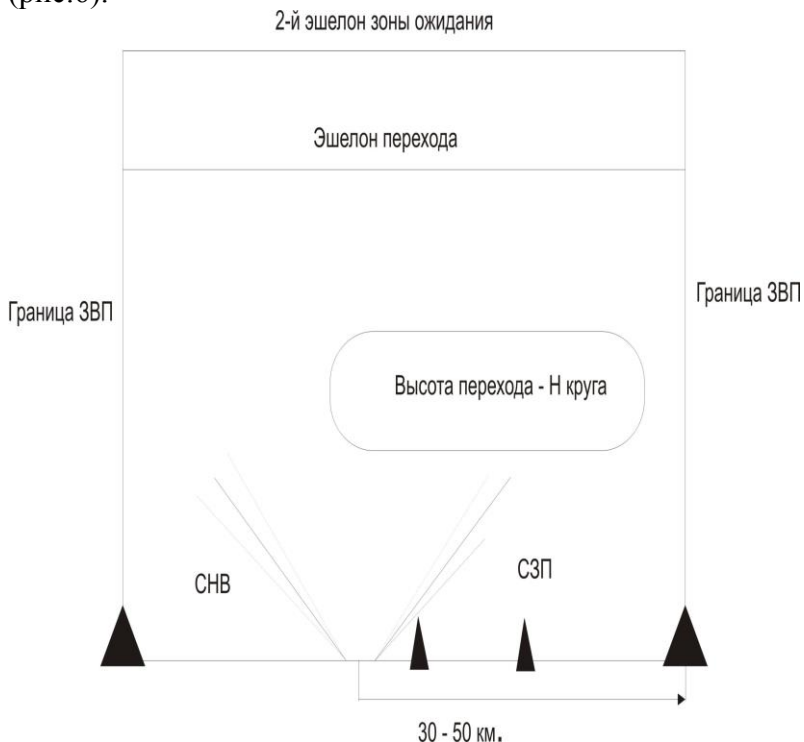 (рис.6).
2-й эшелон зоны ожидания
Эшелон перехода
Граница ЗВП
Граница ЗВП
Высота перехода - Н круга
СНВ
СЗП
30 - 50 км.